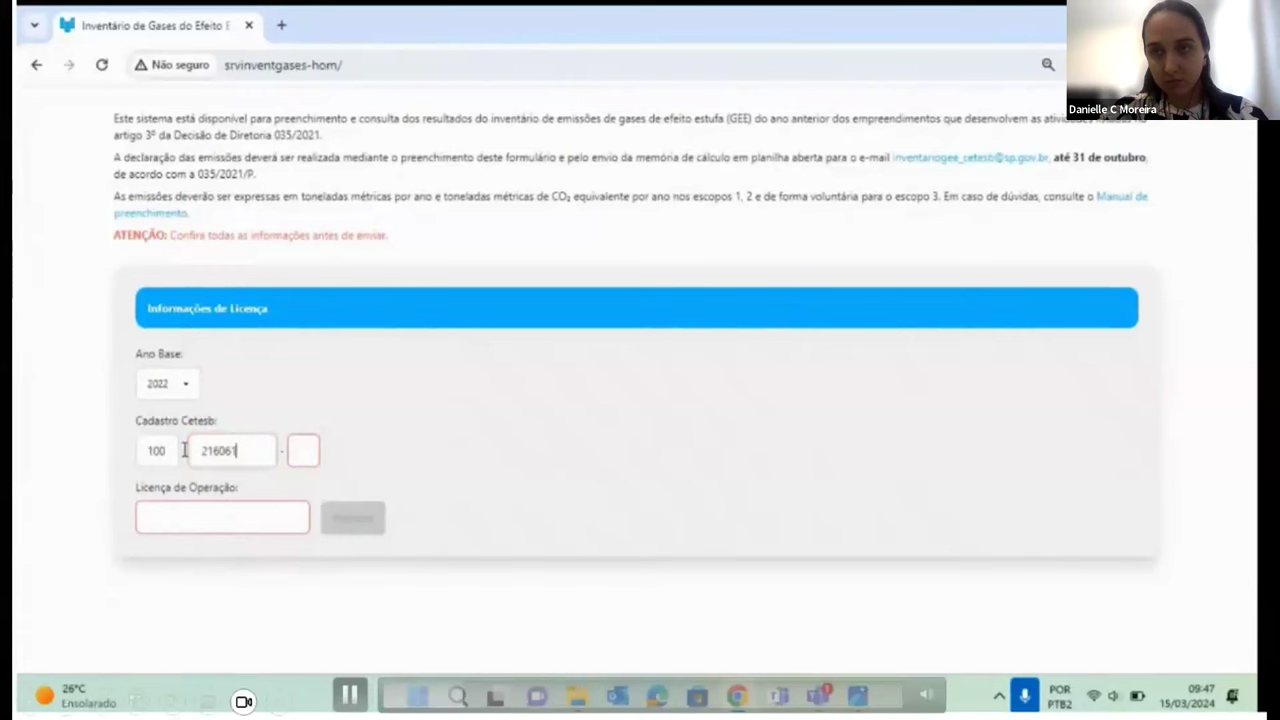 Inventário de Gases do Efeito E
Não seguro
srvinventgases-hom/
Danielle C Moreira
Este sistema está disponível para preenchimento e consulta dos resultados do inventário de emissões de gases de efeito estufa (GEE) do ano anterior dos empreendimentos que desenvolvem as
artigo 3º da Decisão de Diretoria 035/2021.
A declaração das emissões deverá ser realizada mediante o preenchimento deste formulário e pelo envio da memória de cálculo em planilha aberta para o e-mail inventariogee_cetesb@sp.gov.br, até 31 de outubro,
de acordo com a 035/2021/P.
As emissões deverão ser expressas em toneladas métricas por ano e toneladas métricas de CO₂ equivalente por ano nos escopos 1, 2 e de forma voluntária para o escopo 3. Em caso de dúvidas, consulte o Manual de
preenchimento.
ATENÇÃO: Confira todas as informações antes de enviar.
Informações de Licença
Ano Base:
2022
Cadastro Cetesb:
100
216061
-
Licença de Operação:
26°C
Ensolarado
POR
PTB2
09:47
15/03/2024